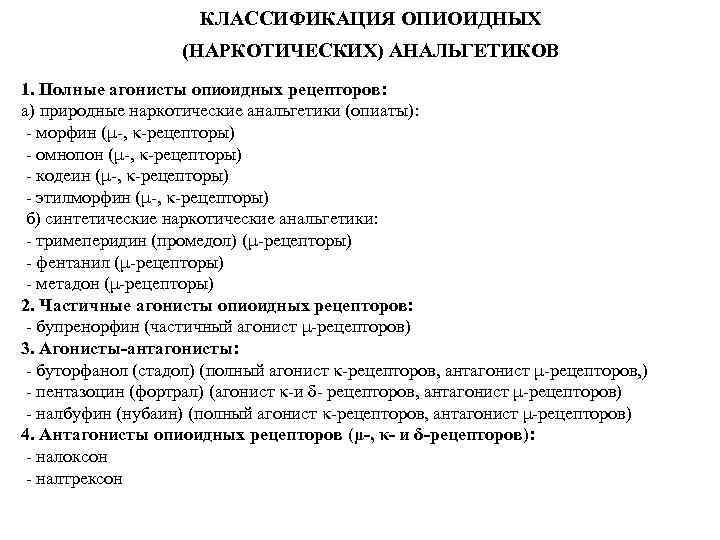 КЛАССИФИКАЦИЯ ОПИОИДНЫХ
(НАРКОТИЧЕСКИХ) АНАЛЬГЕТИКОВ
1. Полные агонисты опиоидных рецепторов:
а) природные наркотические анальгетики (опиаты):
- морфин (μ-, κ-рецепторы)
- омнопон (μ-, κ-рецепторы)
- кодеин (μ-, κ-рецепторы)
- этилморфин (μ-, κ-рецепторы)
б) синтетические наркотические анальгетики:
- тримеперидин (промедол) (μ-рецепторы)
- фентанил (μ-рецепторы)
- метадон (μ-рецепторы)
2. Частичные агонисты опиоидных рецепторов:
- бупренорфин (частичный агонист μ-рецепторов)
3. Агонисты-антагонисты:
- буторфанол (стадол) (полный агонист κ-рецепторов, антагонист μ-рецепторов, )
- пентазоцин (фортрал) (агонист κ-и δ- рецепторов, антагонист μ-рецепторов)
- налбуфин (нубаин) (полный агонист κ-рецепторов, антагонист μ-рецепторов)
4. Антагонисты опиоидных рецепторов (μ-, κ- и δ-рецепторов):
- налоксон
- налтрексон